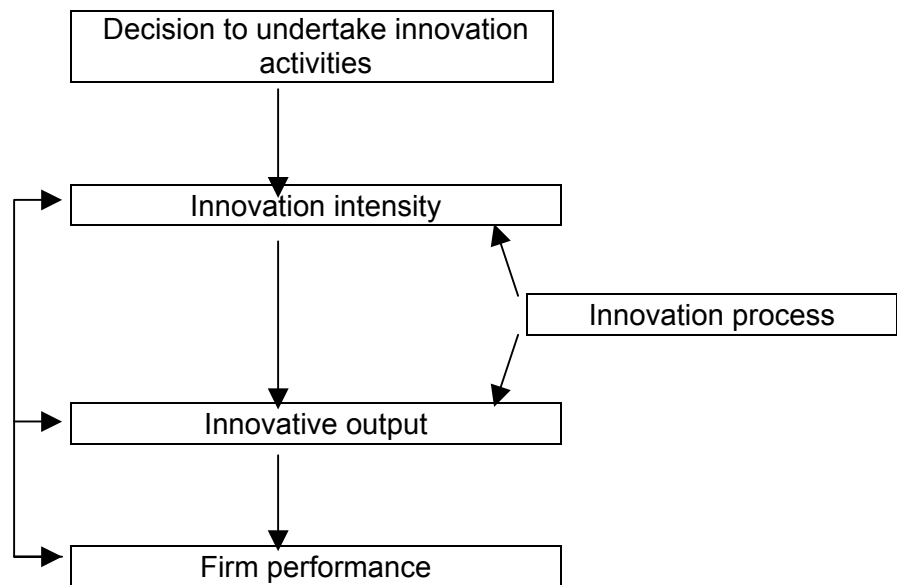 Decision to undertake innovation
activities
Innovation intensity
Innovation process
Innovative output
Firm performance